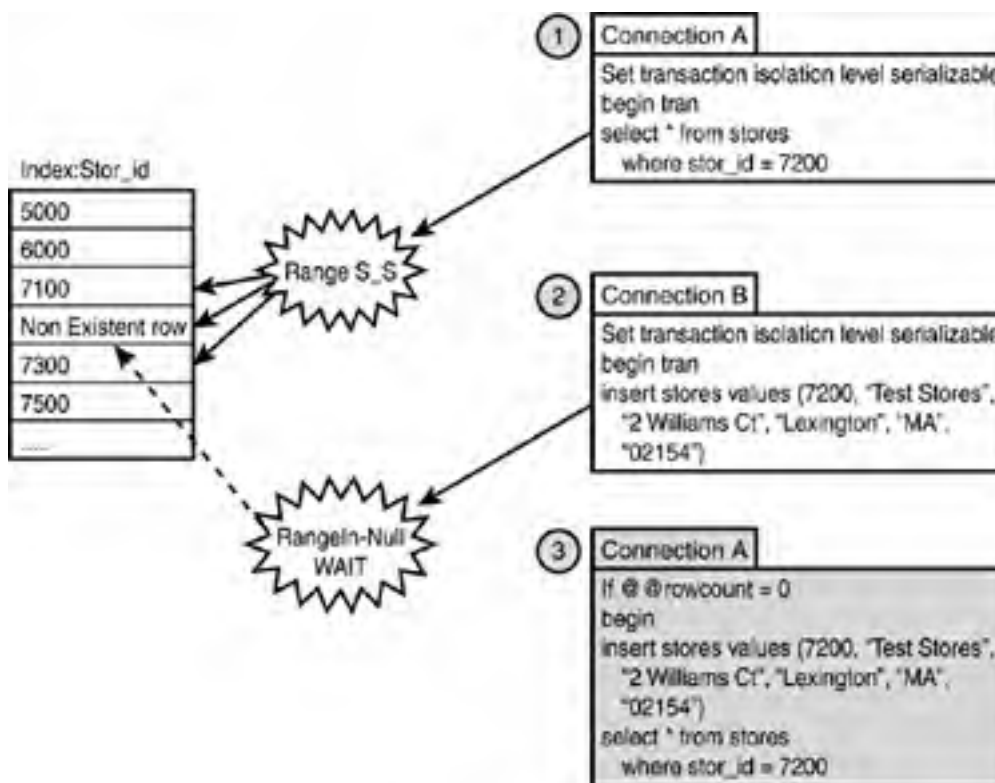 1
Connection A
Set transaction isolation level serializable
begin tran
select * from stores
where stor_id = 7200
Index:Stor_id
5000
6000
7100
Non Existent row
7300
7500
......
Range S_S
2
Connection B
Set transaction isolation level serializable
begin tran
insert stores values (7200, "Test Stores",
"2 Williams Ct", "Lexington", "MA",
"02154")
RangeIn-Null
WAIT
3
Connection A
If @ @rowcount = 0
begin
insert stores values (7200, "Test Stores",
"2 Williams Ct", "Lexington", "MA",
"02154")
select * from stores
where stor_id = 7200